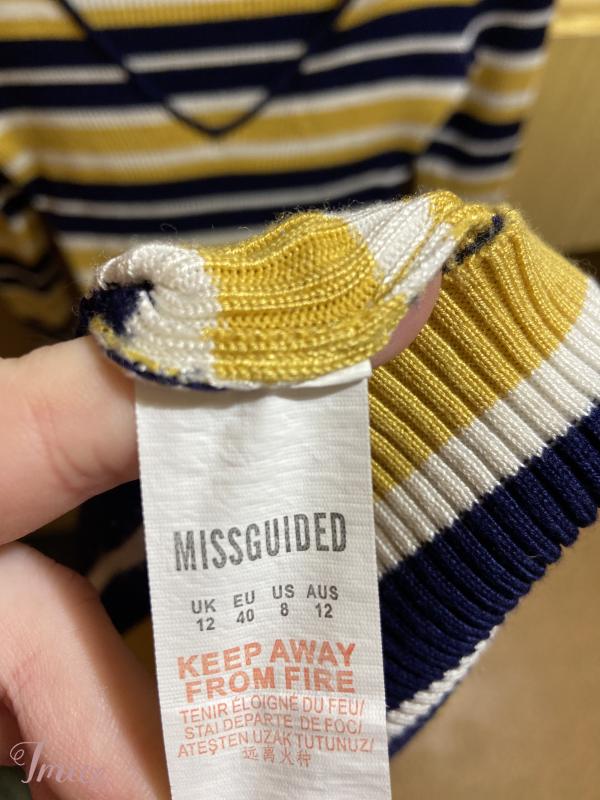 MISSGUIDED
UK EU US AUS
12 40 8 12
KEEP AWAY
FROM FIRE
TENIR ÉLOIGNÉ DU FEU/
STAI DEPARTE DE FOC/
ATEŞTEN UZAK TUTUNUZ/
远离火种